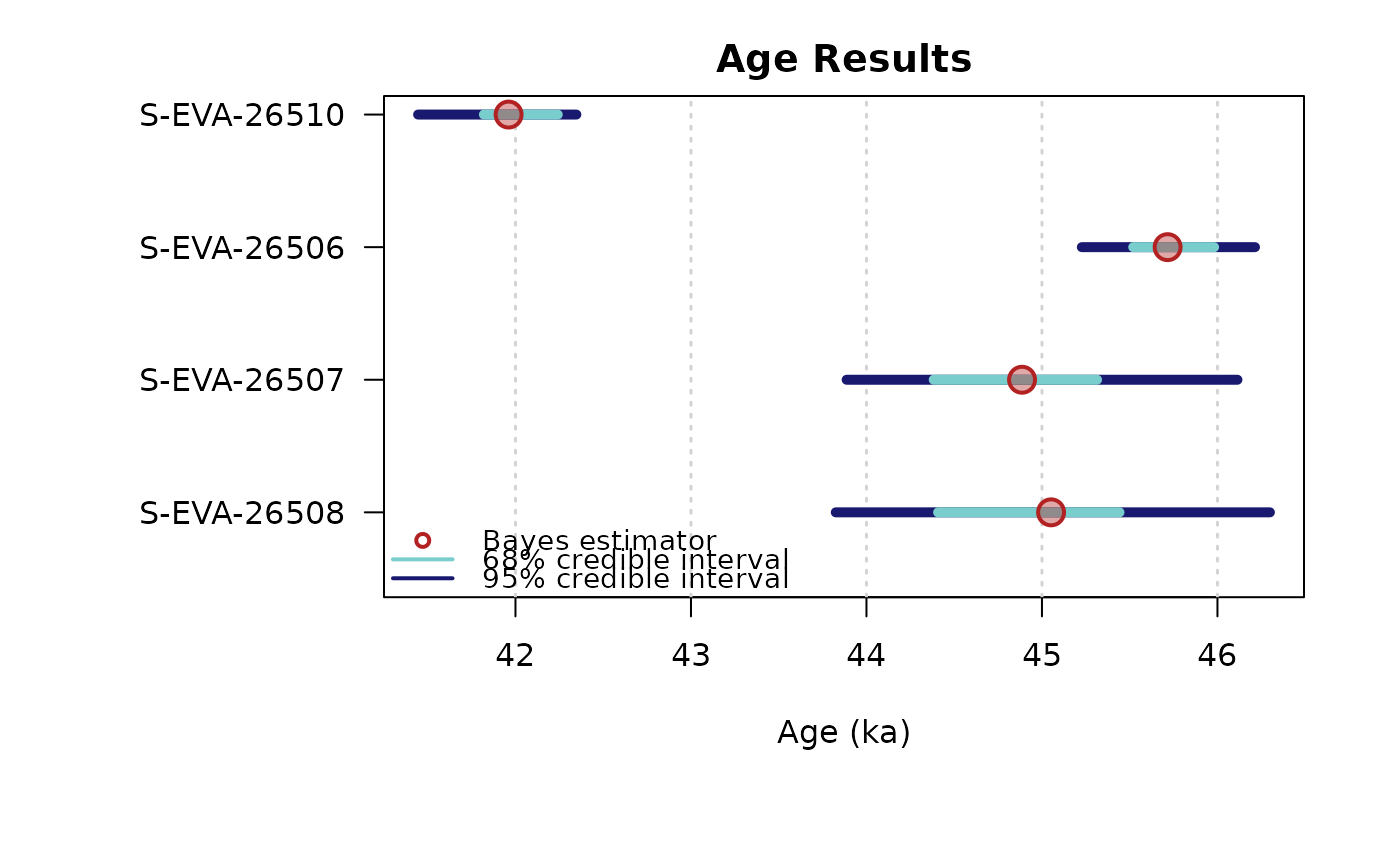 Age Results
S-EVA-26510
S-EVA-26506
S-EVA-26507
S-EVA-26508
Bayes estimator
68% credible interval
95% credible interval
42 43 44 45 46
Age (ka)